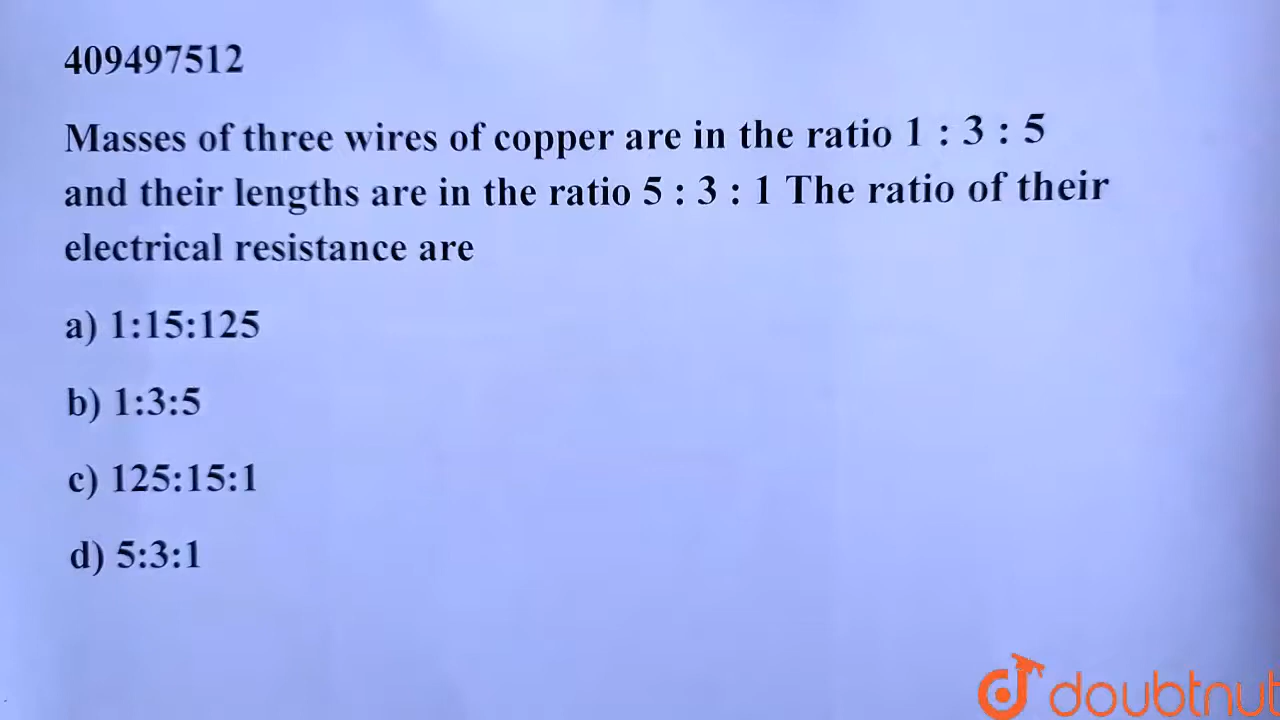 409497512
Masses of three wires of copper are in the ratio 1 : 3 : 5
and their lengths are in the ratio 5 : 3 : 1 The ratio of their
electrical resistance are
a) 1:15:125
b) 1:3:5
c) 125:15:1
d) 5:3:1
doubtnut